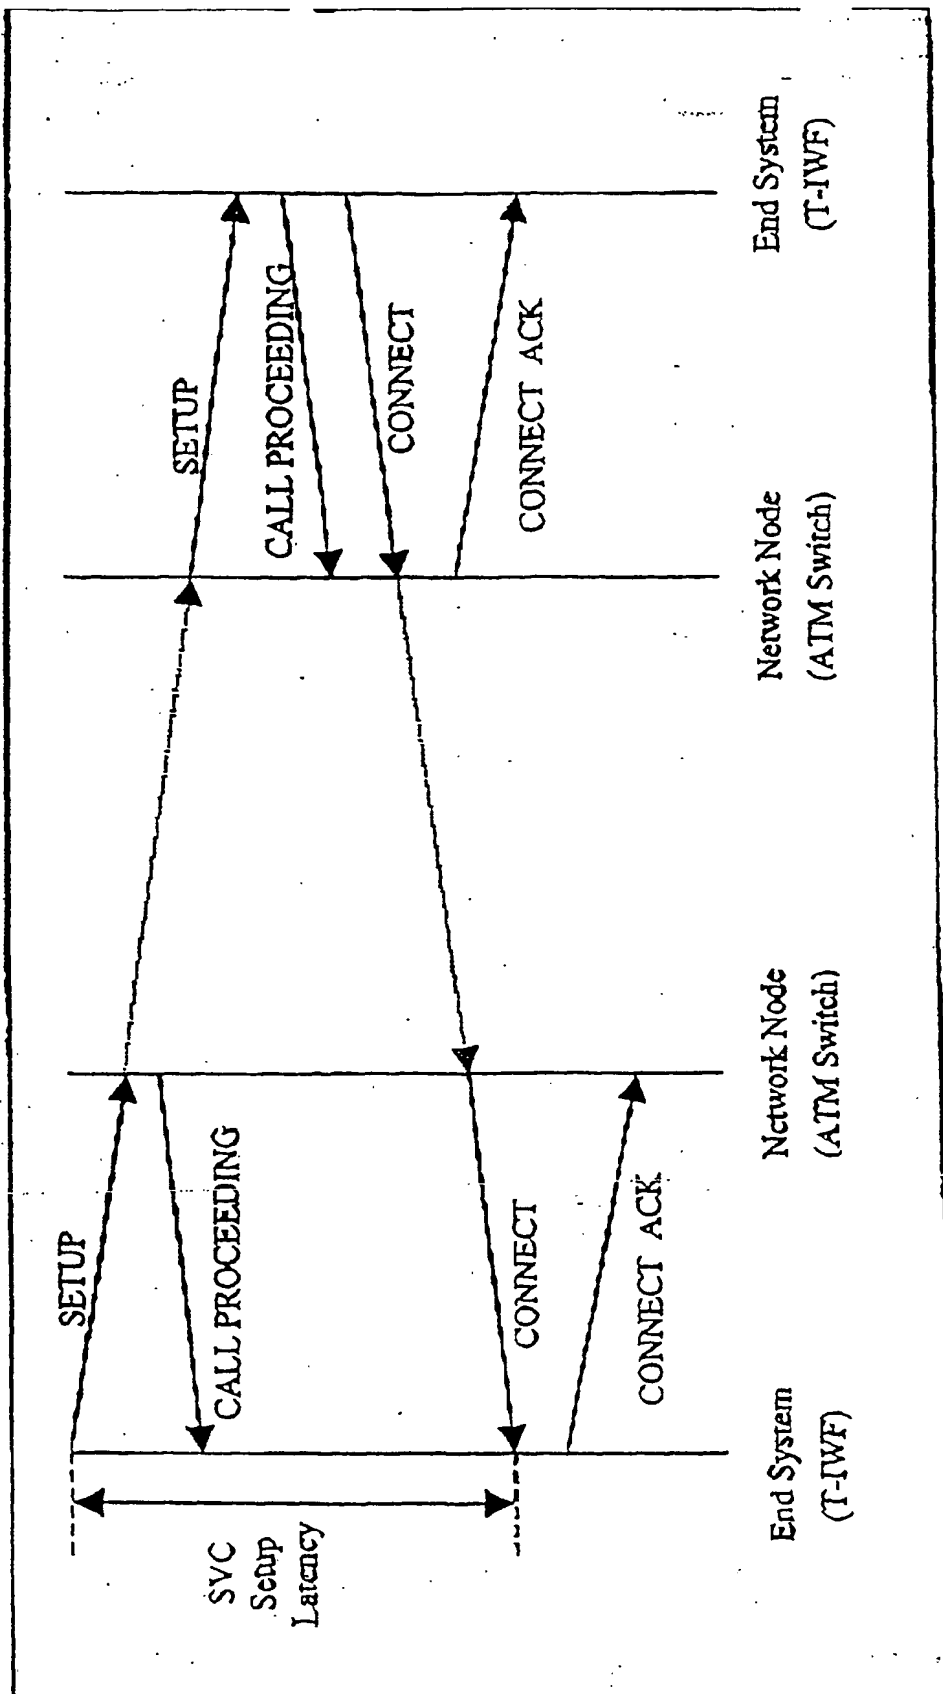 SVC
Setup
Latency
SETUP
CALL PROCEEDING
CONNECT
CONNECT ACK
SETUP
CALL PROCEEDING
CONNECT
CONNECT ACK
End System
(T-IWF)
Network Node
(ATM Switch)
Network Node
(ATM Switch)
End System
(T-IWF)